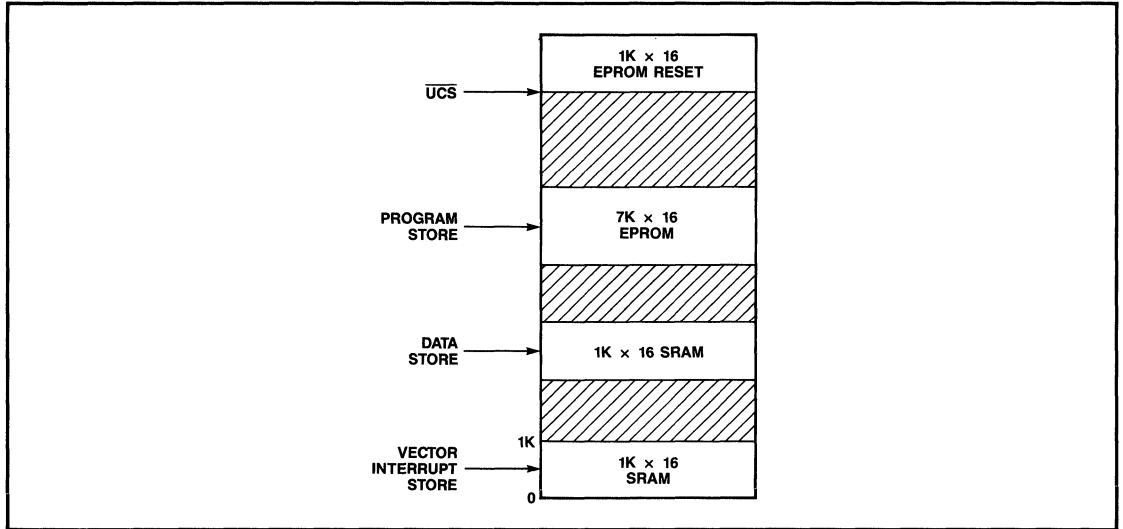 1K × 16
EPROM RESET
UCS
PROGRAM
STORE
7K × 16
EPROM
DATA
STORE
1K × 16 SRAM
1K
VECTOR
INTERRUPT
STORE
1K × 16
SRAM
0